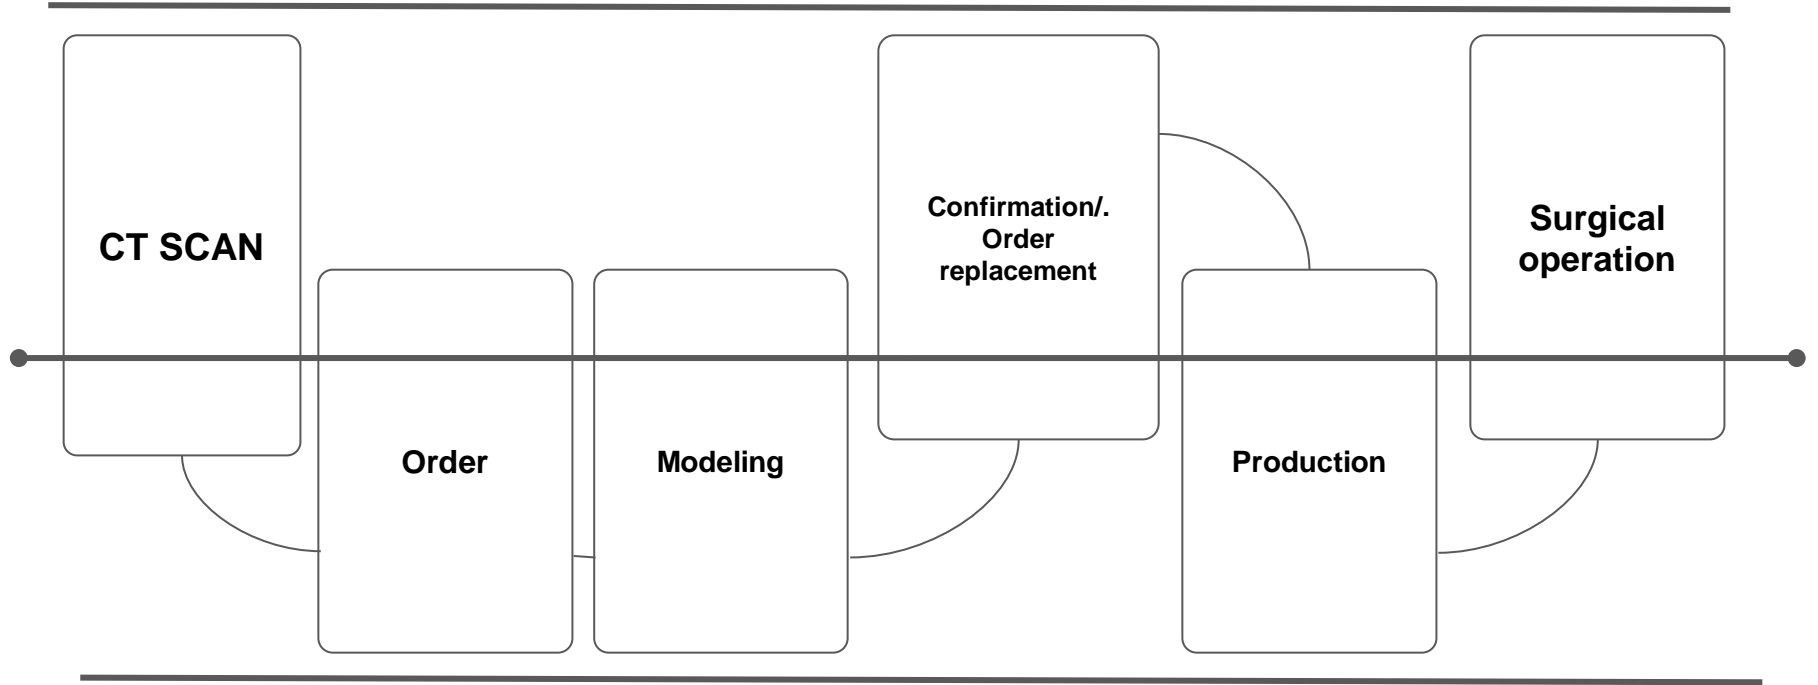 CT SCAN
Order
Modeling
Confirmation/.
Order
replacement
Production
Surgical
operation